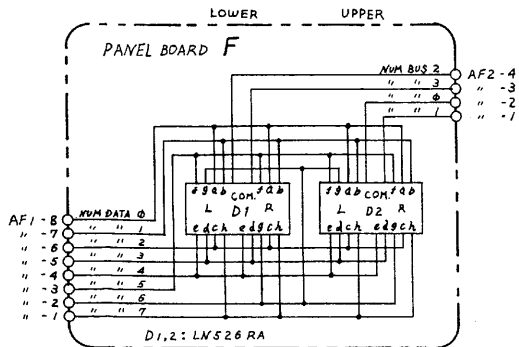 LOWER UPPER
PANEL BOARD F
NUM BUS 2 AF2-4
" " 3 " -3
" " φ " -2
" " 1 " -1
f g a b COM. f a b f g a b COM. f a b
L D1 R L D2 R
e d c h e d g c h e d c h e d g c h
AF1-8 NUM DATA φ
" -7 " " 1
" -6 " " 2
" -5 " " 3
" -4 " " 4
" -3 " " 5
" -2 " " 6
" -1 " " 7
D1,2: LN526RA